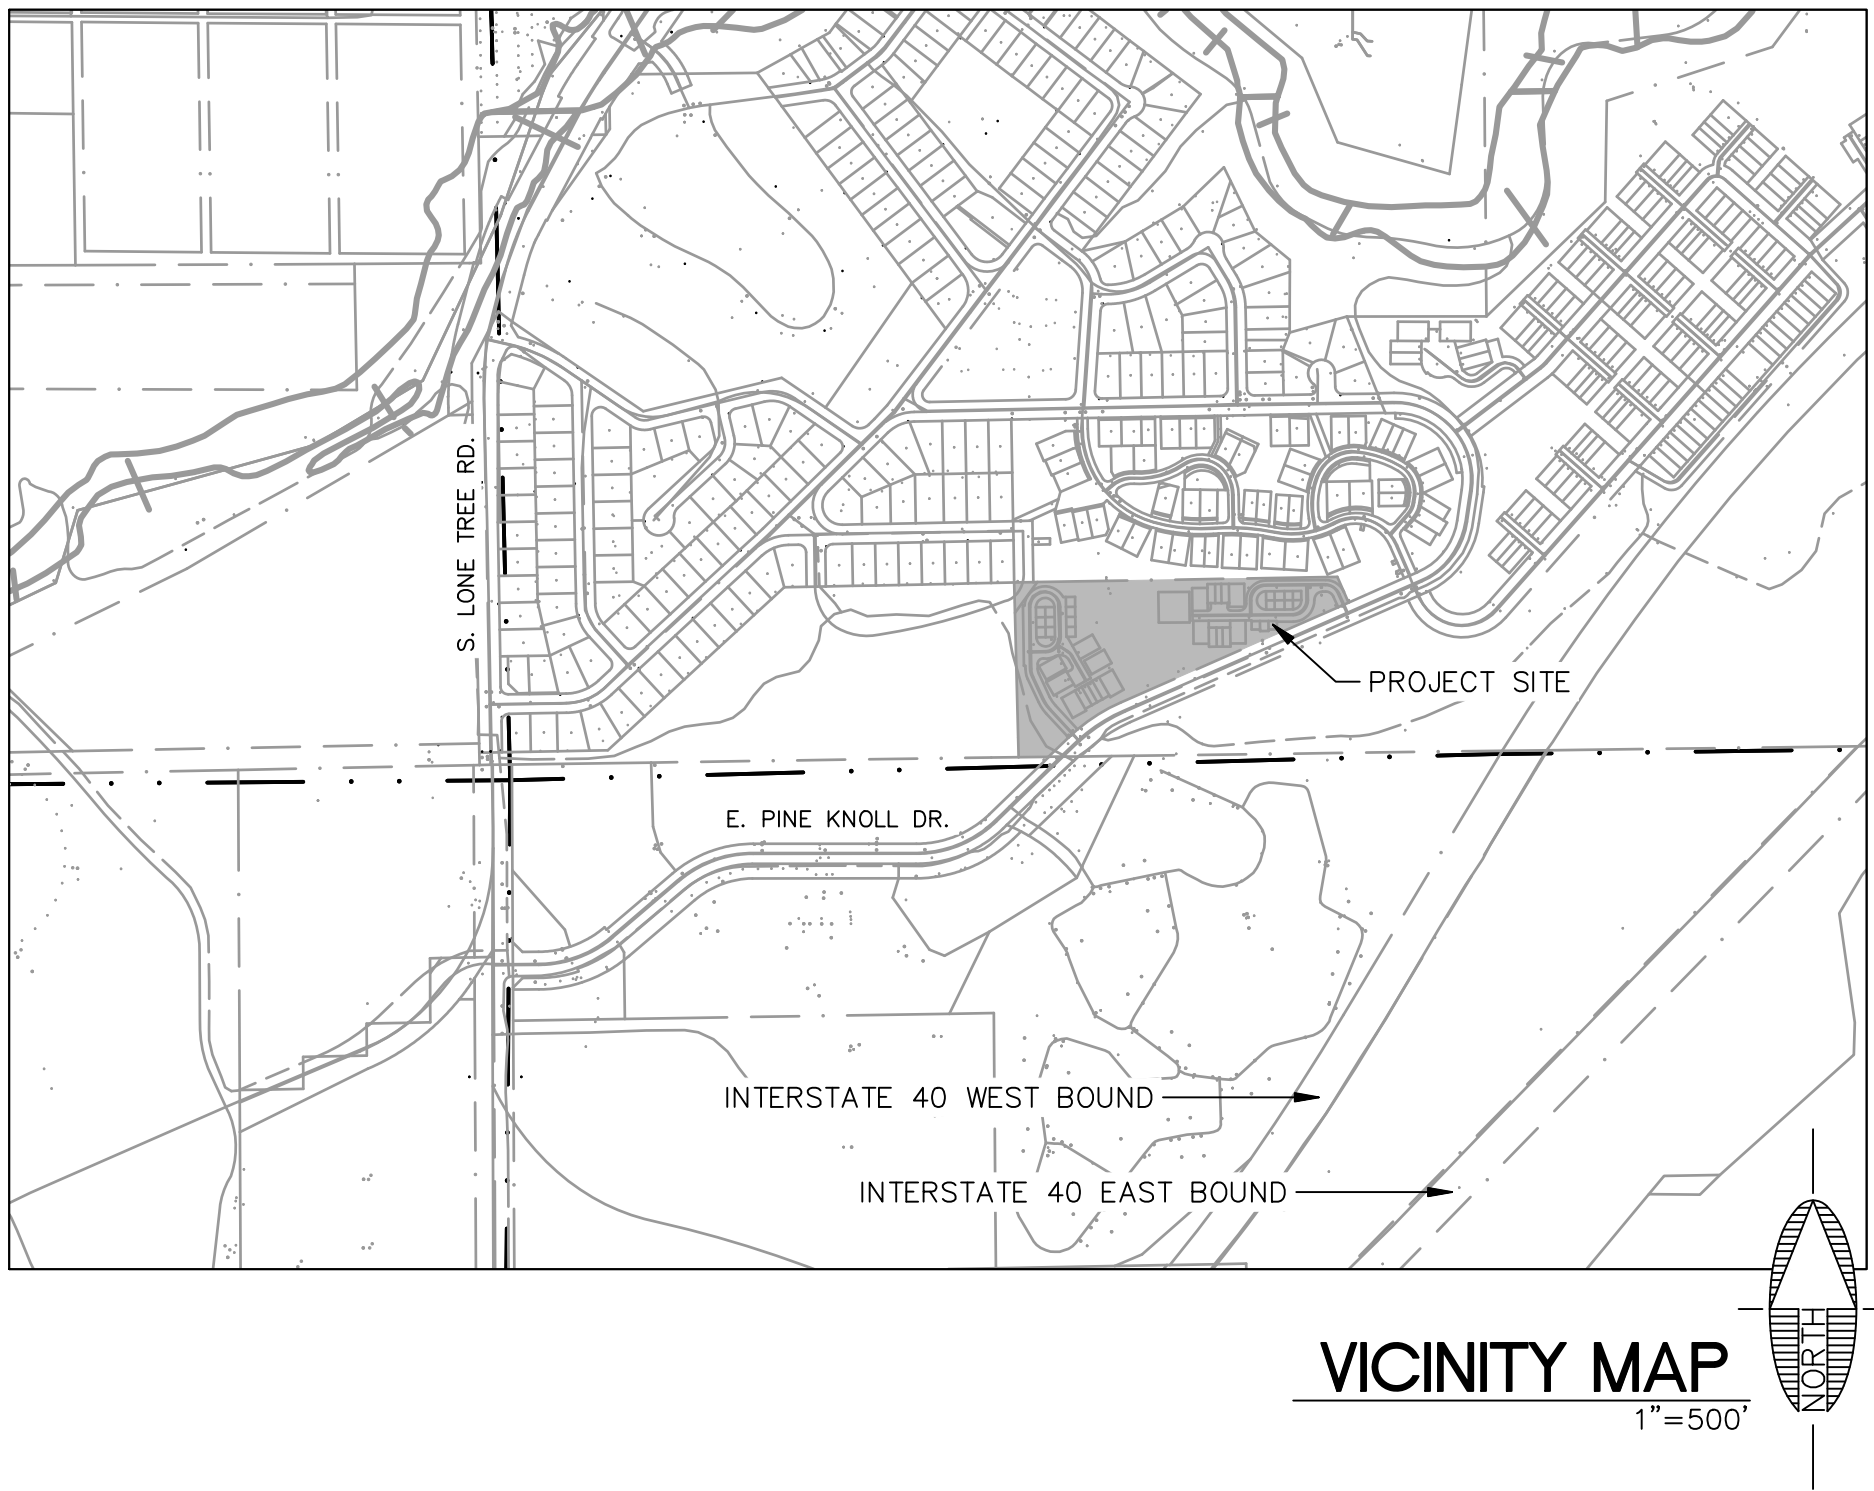 S. LONE TREE RD.
PROJECT SITE
E. PINE KNOLL DR.
INTERSTATE 40 WEST BOUND
INTERSTATE 40 EAST BOUND
NORTH
VICINITY MAP
1"=500'